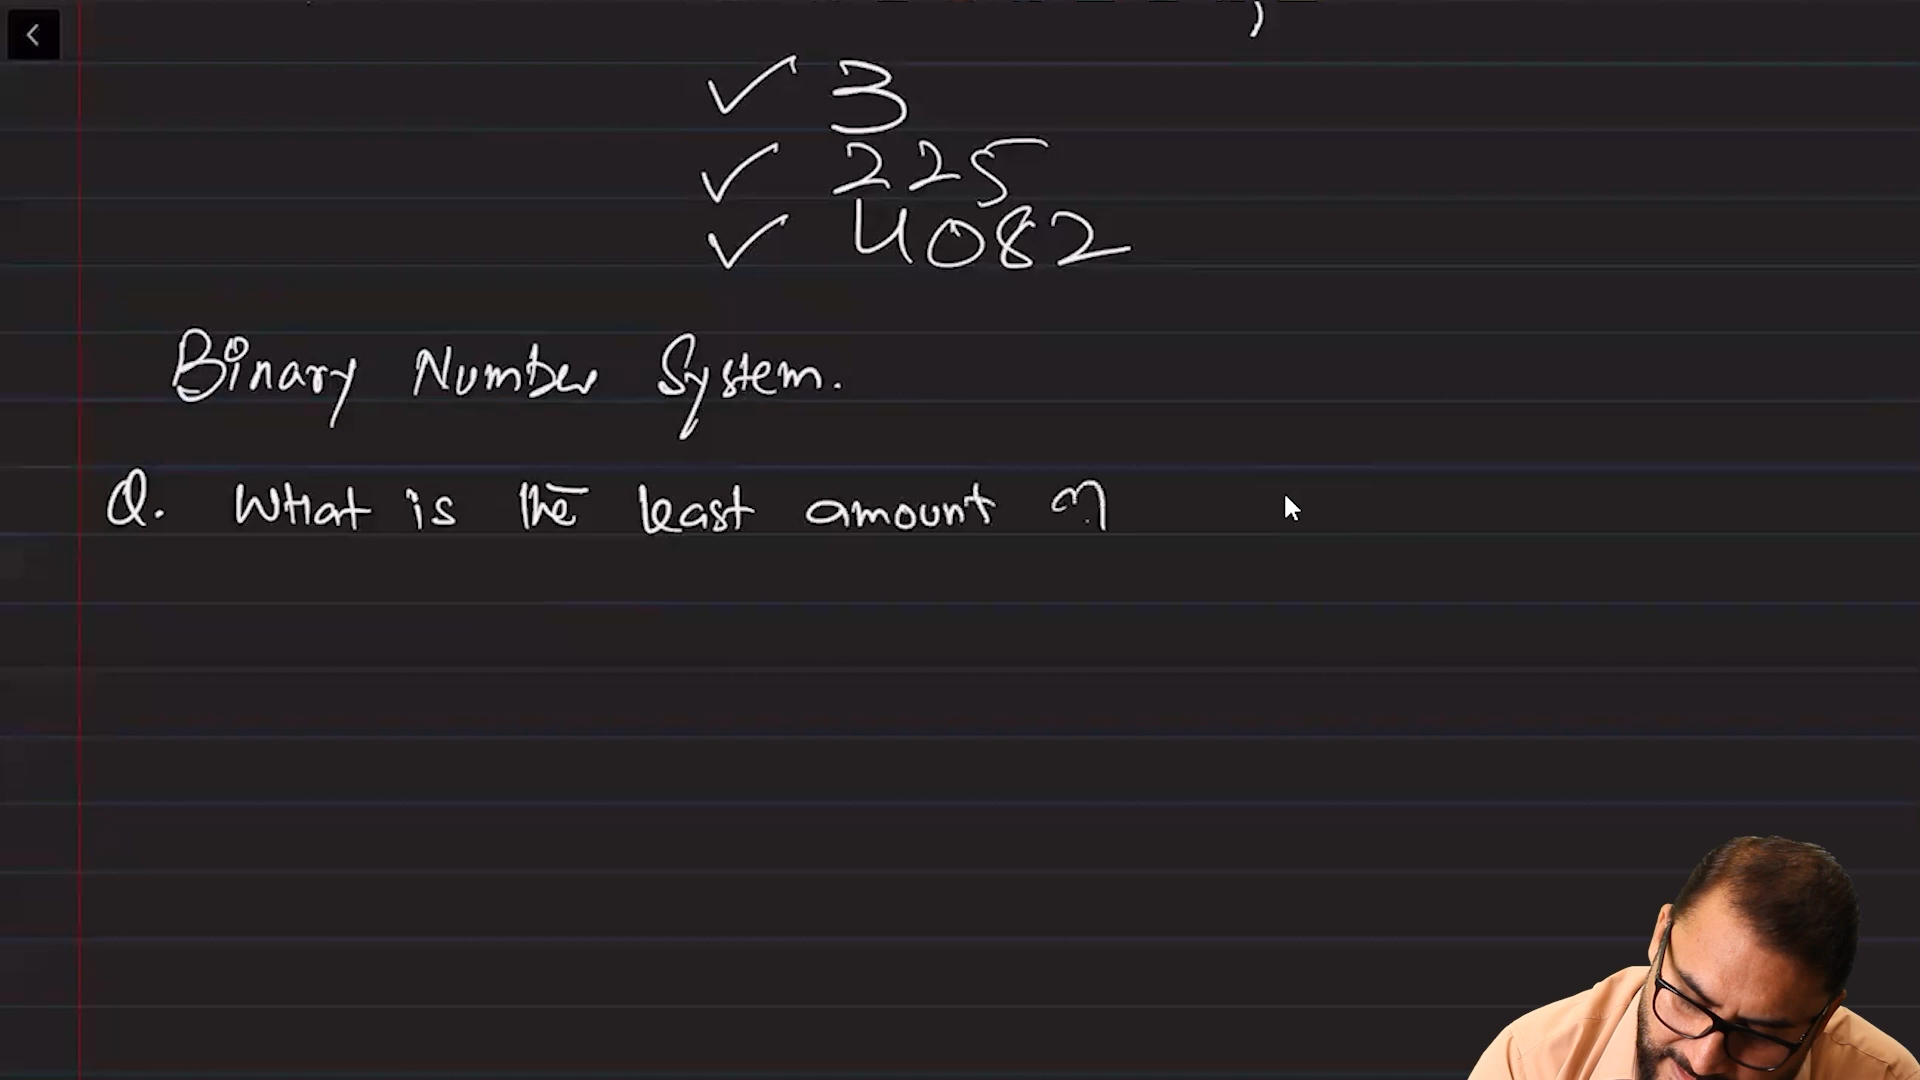 ✓ 3
✓ 225
✓ 4082
Binary Number System.
Q. What is the least amount